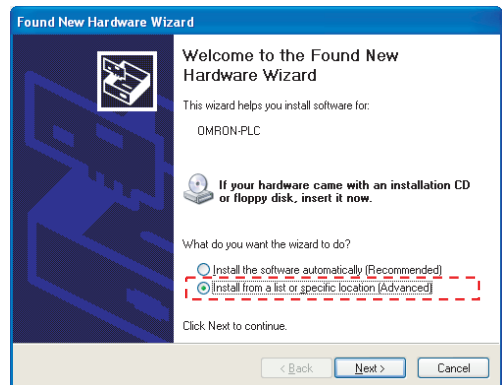 Found New Hardware Wizard
Welcome to the Found New
Hardware Wizard
This wizard helps you install software for:
OMRON-PLC
If your hardware came with an installation CD
or floppy disk, insert it now.
What do you want the wizard to do?
Install the software automatically (Recommended)
Install from a list or specific location (Advanced)
Click Next to continue.
< Back
Next >
Cancel